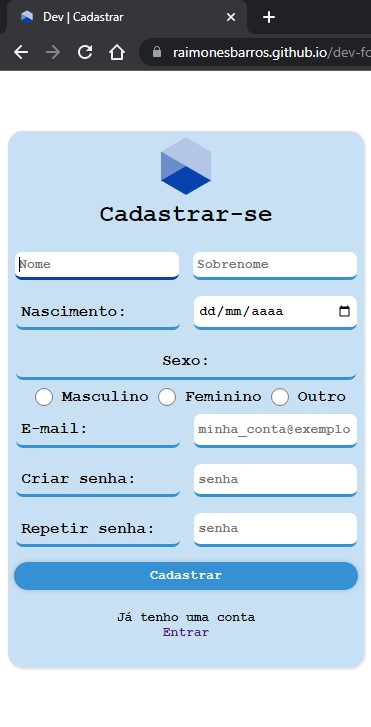 Dev | Cadastrar
raimonesbarros.github.io/dev-fo
Cadastrar-se
Nome Sobrenome
Nascimento: dd/mm/aaaa
Sexo:
Masculino Feminino Outro
E-mail: minha_conta@exemplo
Criar senha: senha
Repetir senha: senha
Cadastrar
Já tenho uma conta
Entrar